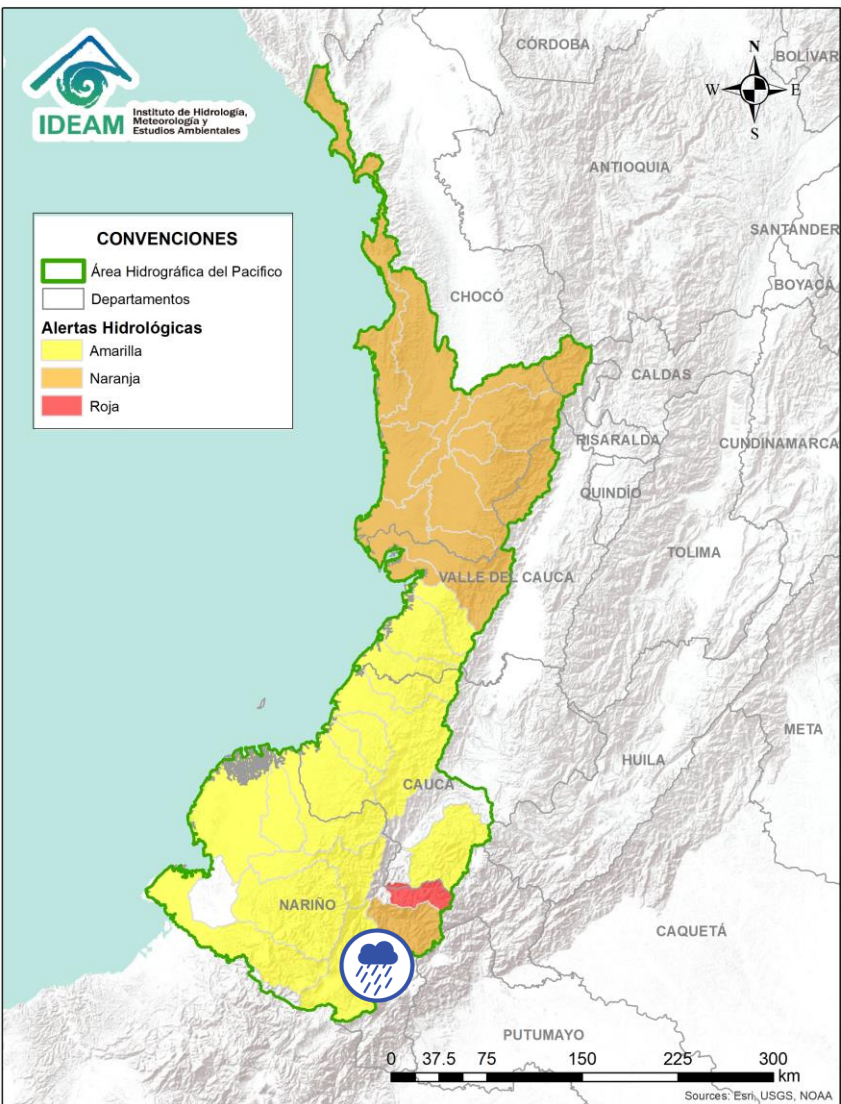 IDEAM
Instituto de Hidrología,
Meteorología y
Estudios Ambientales
CÓRDOBA
N
BOLÍVAR
W
E
S
ANTIOQUIA
SANTANDER
CONVENCIONES
Área Hidrográfica del Pacifico
Departamentos
Alertas Hidrológicas
Amarilla
Naranja
Roja
BOYACÁ
CHOCÓ
CALDAS
RISARALDA
CUNDINAMARCA
QUINDÍO
TOLIMA
VALLE DEL CAUCA
META
HUILA
CAUCA
NARIÑO
CAQUETÁ
PUTUMAYO
0 37.5 75 150 225 300
km
Sources: Esri, USGS, NOAA